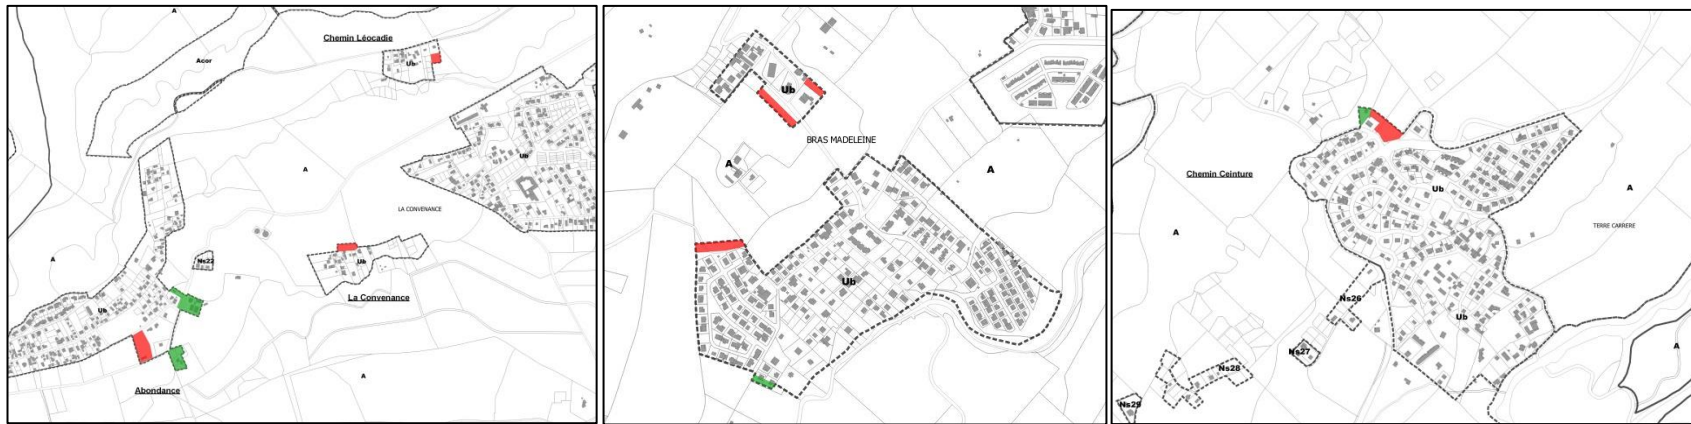 A
Chemin Léocadie
Acor
Ub
Ub
A
LA CONVENANCE
A
Ns22
Ub
La Convenance
Ub
A
Abondance
Ub
BRAS MADELEINE
A
A
Ub
Chemin Ceinture
Ub
A
TERRE CARRERE
A
Ns26
Ub
Ns27
A
Ns28
Ns29